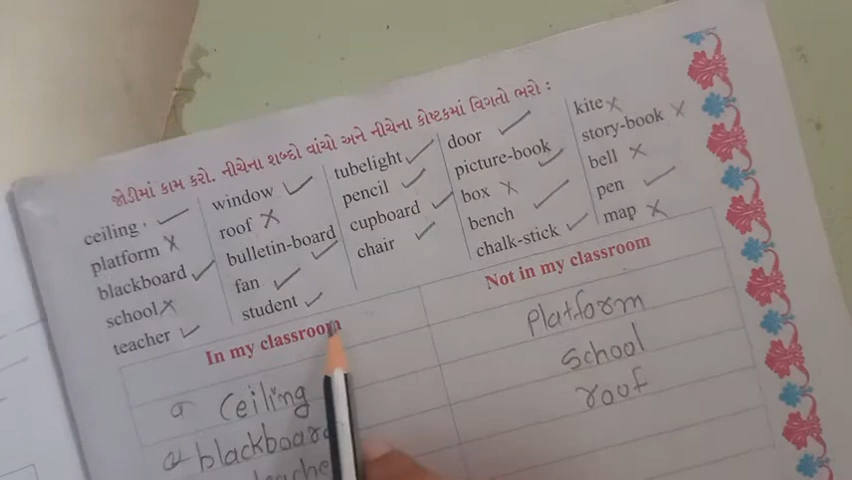 જોડીમાં કામ કરો. નીચેના શબ્દો વાંચો અને નીચેના કોષ્ટકમાં વિગતો ભરો :
ceiling window tubelight door kite
platform roof pencil picture-book story-book
blackboard bulletin-board cupboard box bell
school fan chair bench pen
teacher student chalk-stick map
In my classroom Not in my classroom
a ceiling Platform
a blackboard school
roof